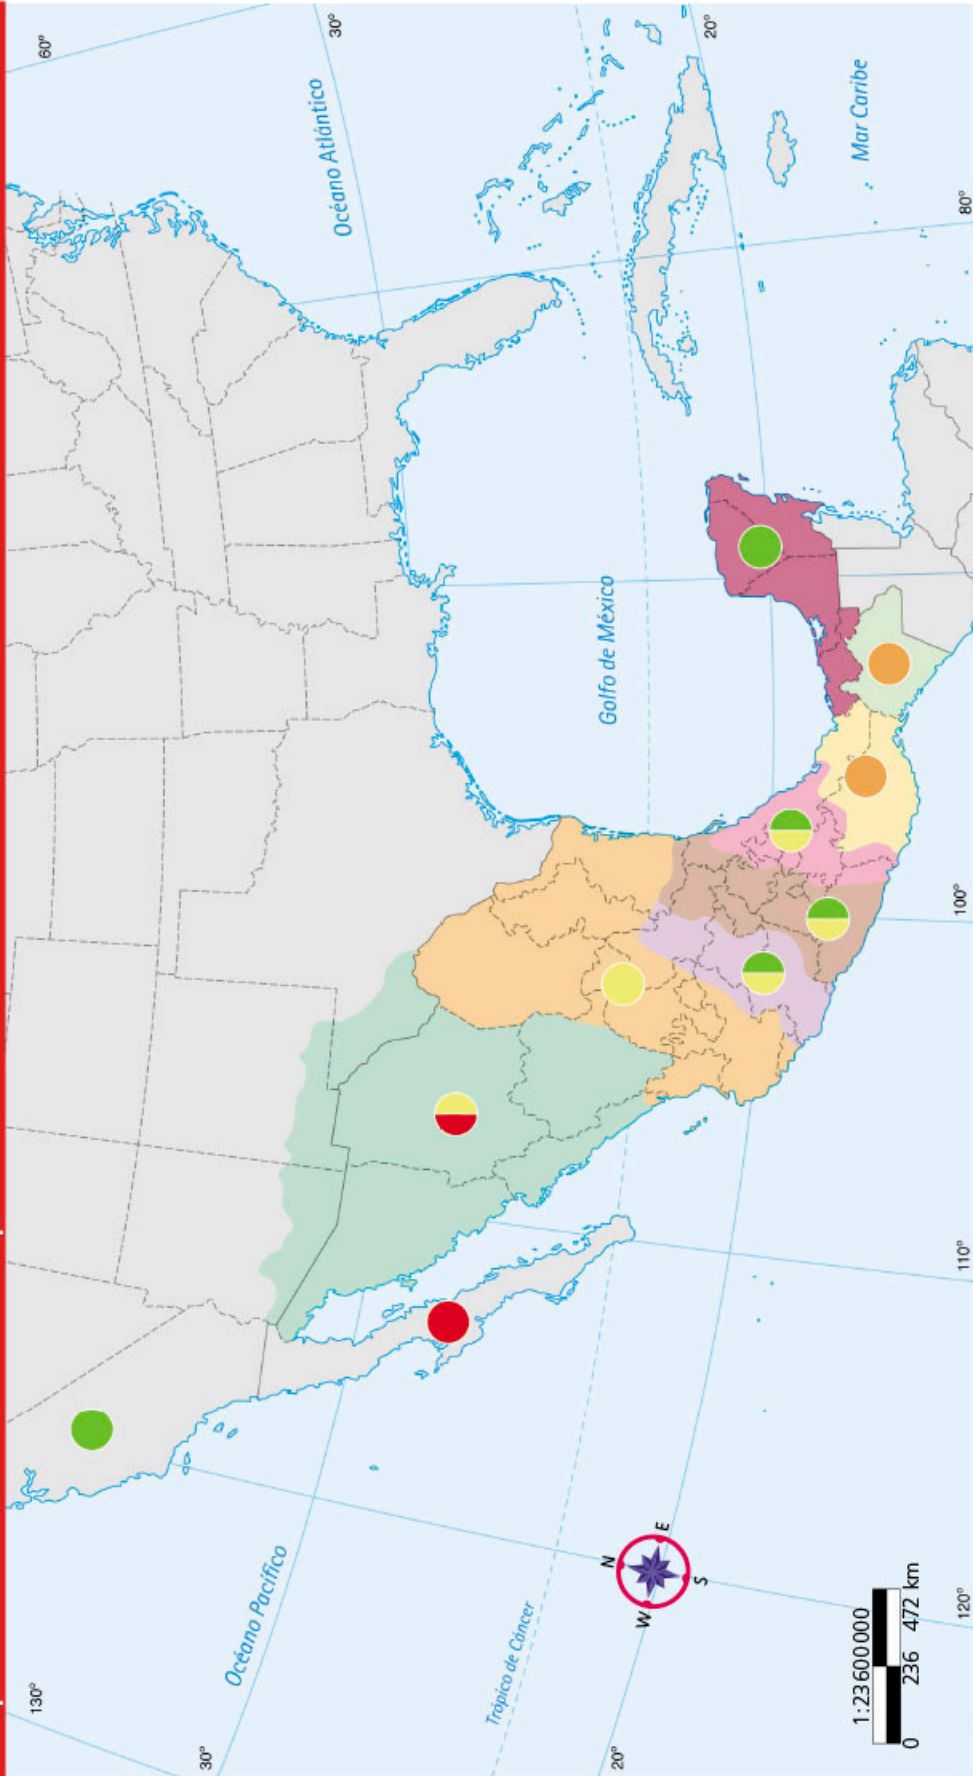 60°
30°
20°
Océano Atlántico
Mar Caribe
80°
Golfo de México
100°
110°
130°
Océano Pacífico
30°
Trópico de Cáncer
20°
N
E
S
W
1:23 600 000
0 236 472 km
120°